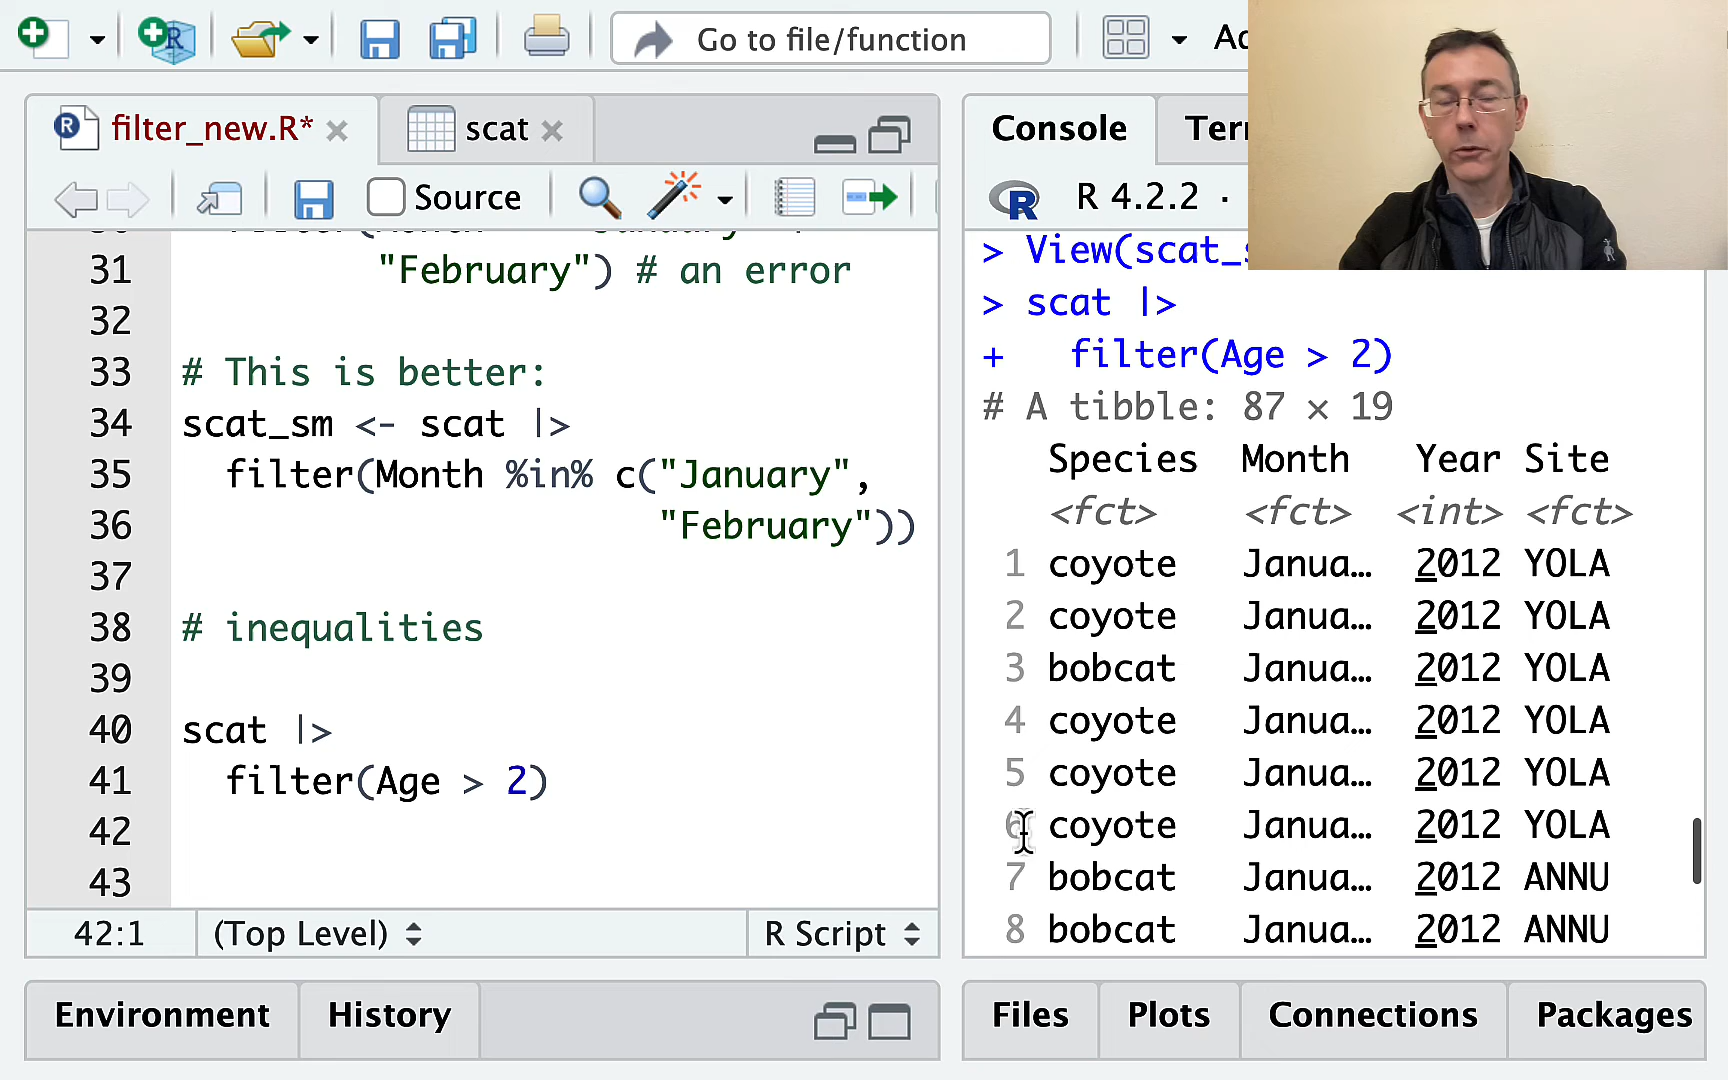 Go to file/function
filter_new.R*
scat
Source
31 "February") # an error
32
33 # This is better:
34 scat_sm <- scat |>
35 filter(Month %in% c("January",
36 "February"))
37
38 # inequalities
39
40 scat |>
41 filter(Age > 2)
42
43
42:1 (Top Level) R Script
Environment History
Console
R 4.2.2 ·
> View(scat_
> scat |>
+ filter(Age > 2)
# A tibble: 87 × 19
Species Month Year Site
<fct> <fct> <int> <fct>
1 coyote Janua… 2012 YOLA
2 coyote Janua… 2012 YOLA
3 bobcat Janua… 2012 YOLA
4 coyote Janua… 2012 YOLA
5 coyote Janua… 2012 YOLA
6 coyote Janua… 2012 YOLA
7 bobcat Janua… 2012 ANNU
8 bobcat Janua… 2012 ANNU
Files Plots Connections Packages